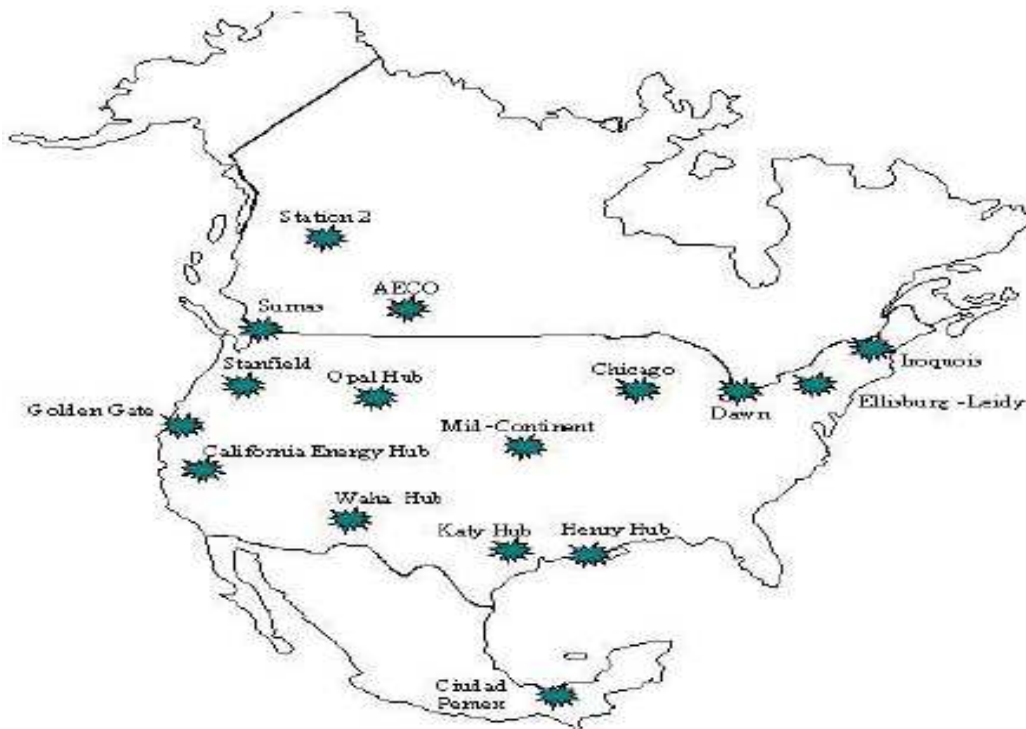 Station 2
AECO
Sumas
Stanfield
Opal Hub
Chicago
Iroquois
Dawn
Ellisburg-Leidy
Golden Gate
Mid-Continent
California Energy Hub
Waha Hub
Katy Hub
Henry Hub
Ciudad
Pemex